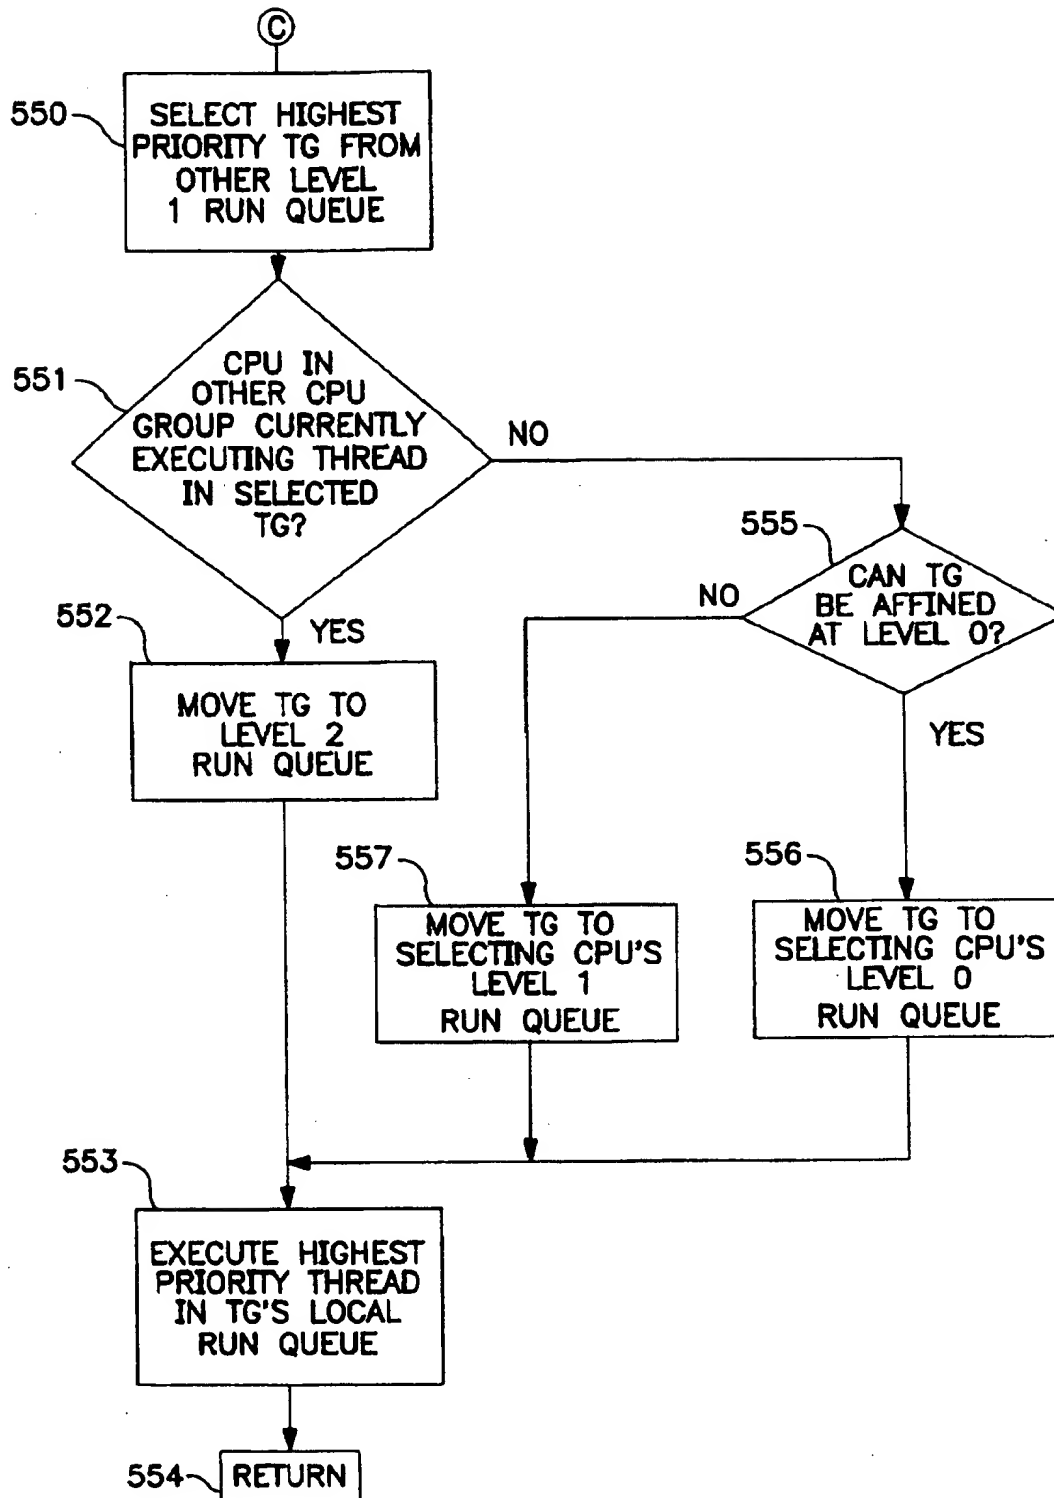 C
550
SELECT HIGHEST
PRIORITY TG FROM
OTHER LEVEL
1 RUN QUEUE
551
CPU IN
OTHER CPU
GROUP CURRENTLY
EXECUTING THREAD
IN SELECTED
TG?
NO
YES
555
CAN TG
BE AFFINED
AT LEVEL 0?
NO
YES
552
MOVE TG TO
LEVEL 2
RUN QUEUE
557
MOVE TG TO
SELECTING CPU'S
LEVEL 1
RUN QUEUE
556
MOVE TG TO
SELECTING CPU'S
LEVEL 0
RUN QUEUE
553
EXECUTE HIGHEST
PRIORITY THREAD
IN TG'S LOCAL
RUN QUEUE
554
RETURN